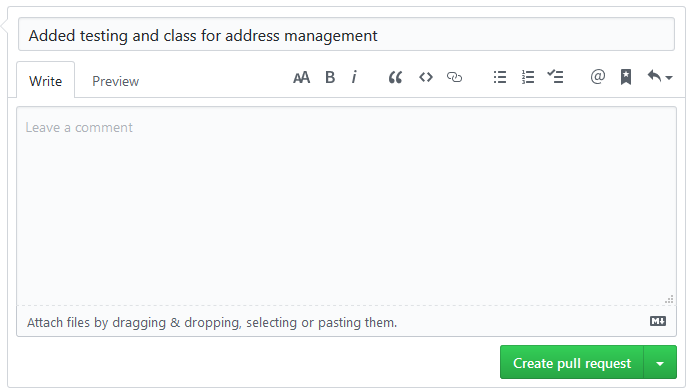 Added testing and class for address management
Write Preview AA B i “ <> @
Leave a comment
Attach files by dragging & dropping, selecting or pasting them.
Create pull request